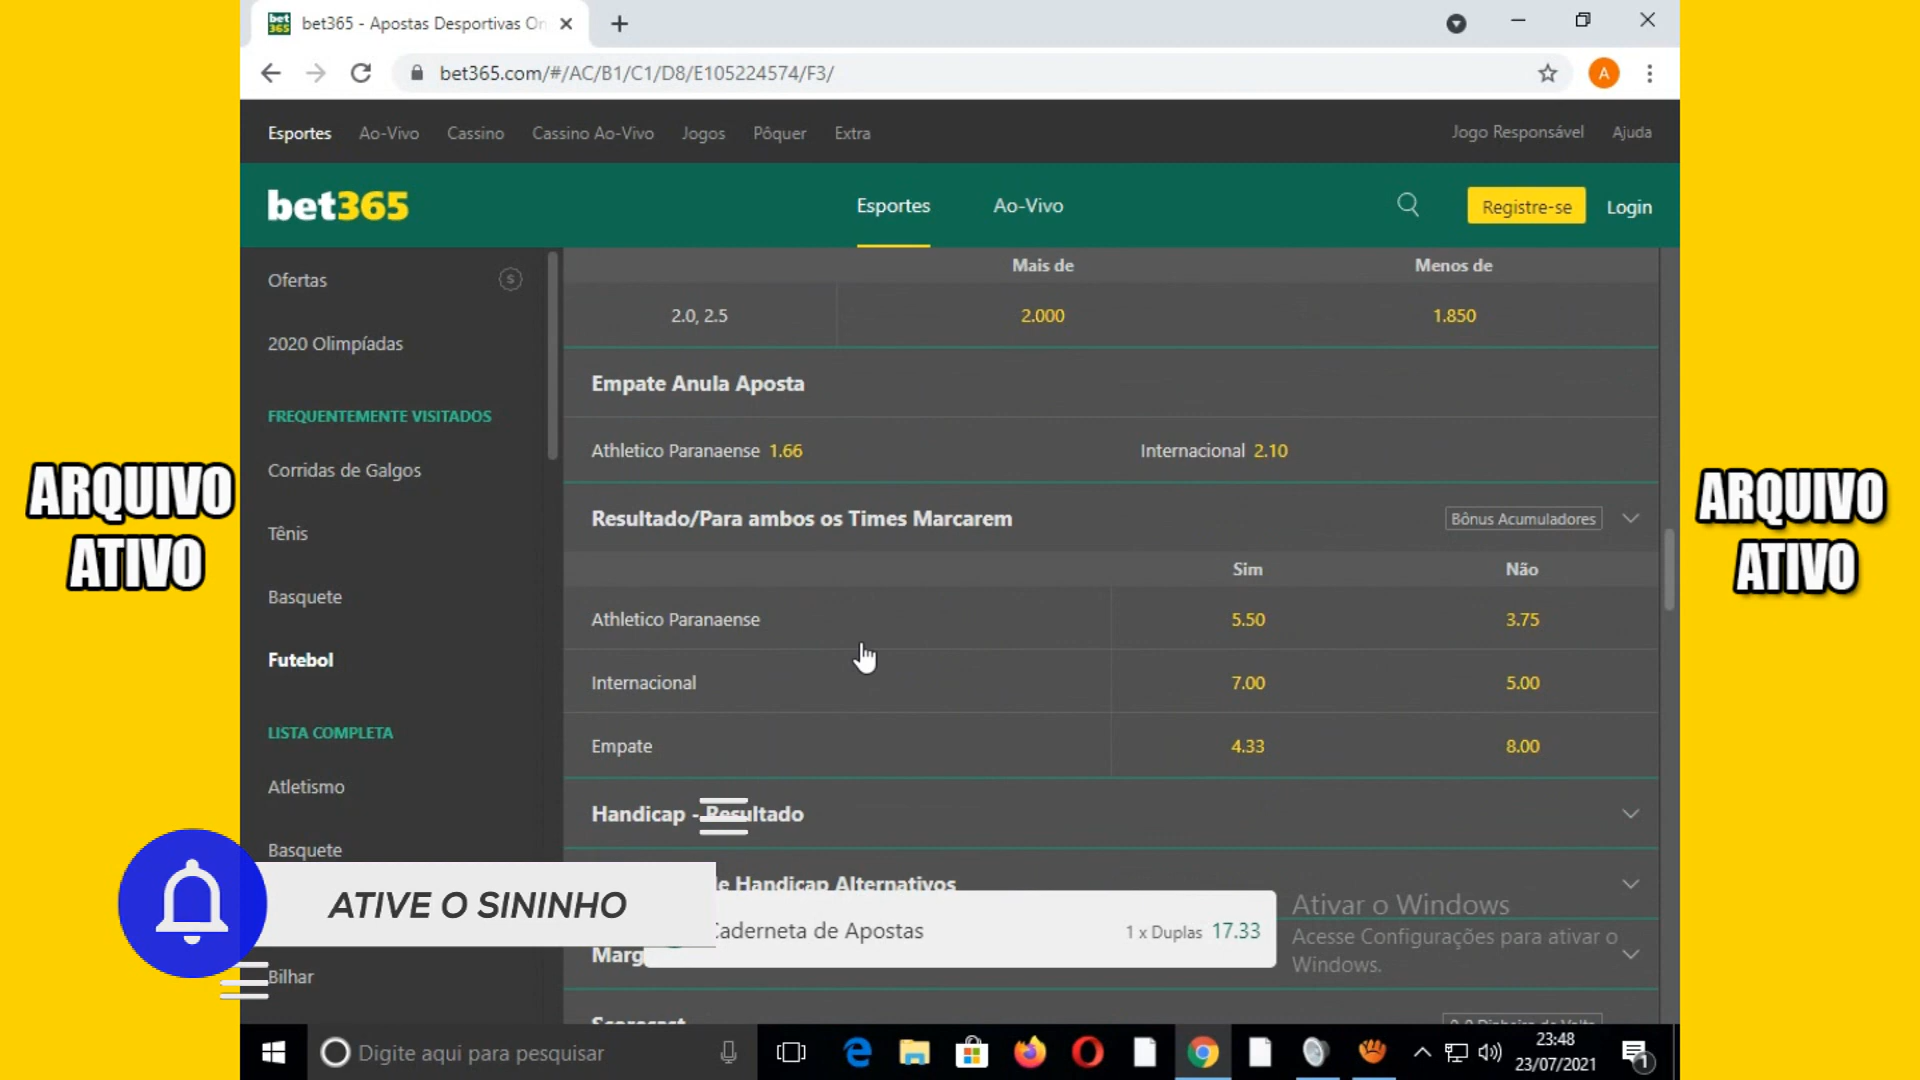 bet365 - Apostas Desportivas On
bet365.com/#/AC/B1/C1/D8/E105224574/F3/
A
Esportes Ao-Vivo Cassino Cassino Ao-Vivo Jogos Pôquer Extra Jogo Responsável Ajuda
bet365 Esportes Ao-Vivo Registre-se Login
Ofertas
2020 Olimpíadas
FREQUENTEMENTE VISITADOS
Corridas de Galgos
Tênis
Basquete
Futebol
LISTA COMPLETA
Atletismo
Basquete
Bilhar
Mais de Menos de
2.0, 2.5 2.000 1.850
Empate Anula Aposta
Athletico Paranaense 1.66 Internacional 2.10
Resultado/Para ambos os Times Marcarem Bônus Acumuladores
Sim Não
Athletico Paranaense 5.50 3.75
Internacional 7.00 5.00
Empate 4.33 8.00
Handicap - Resultado
de Handicap Alternativos
Caderneta de Apostas 1 x Duplas 17.33
Marg
Ativar o Windows
Acesse Configurações para ativar o
Windows.
ARQUIVO
ATIVO
ARQUIVO
ATIVO
ATIVE O SININHO
Digite aqui para pesquisar
23:48
23/07/2021
1